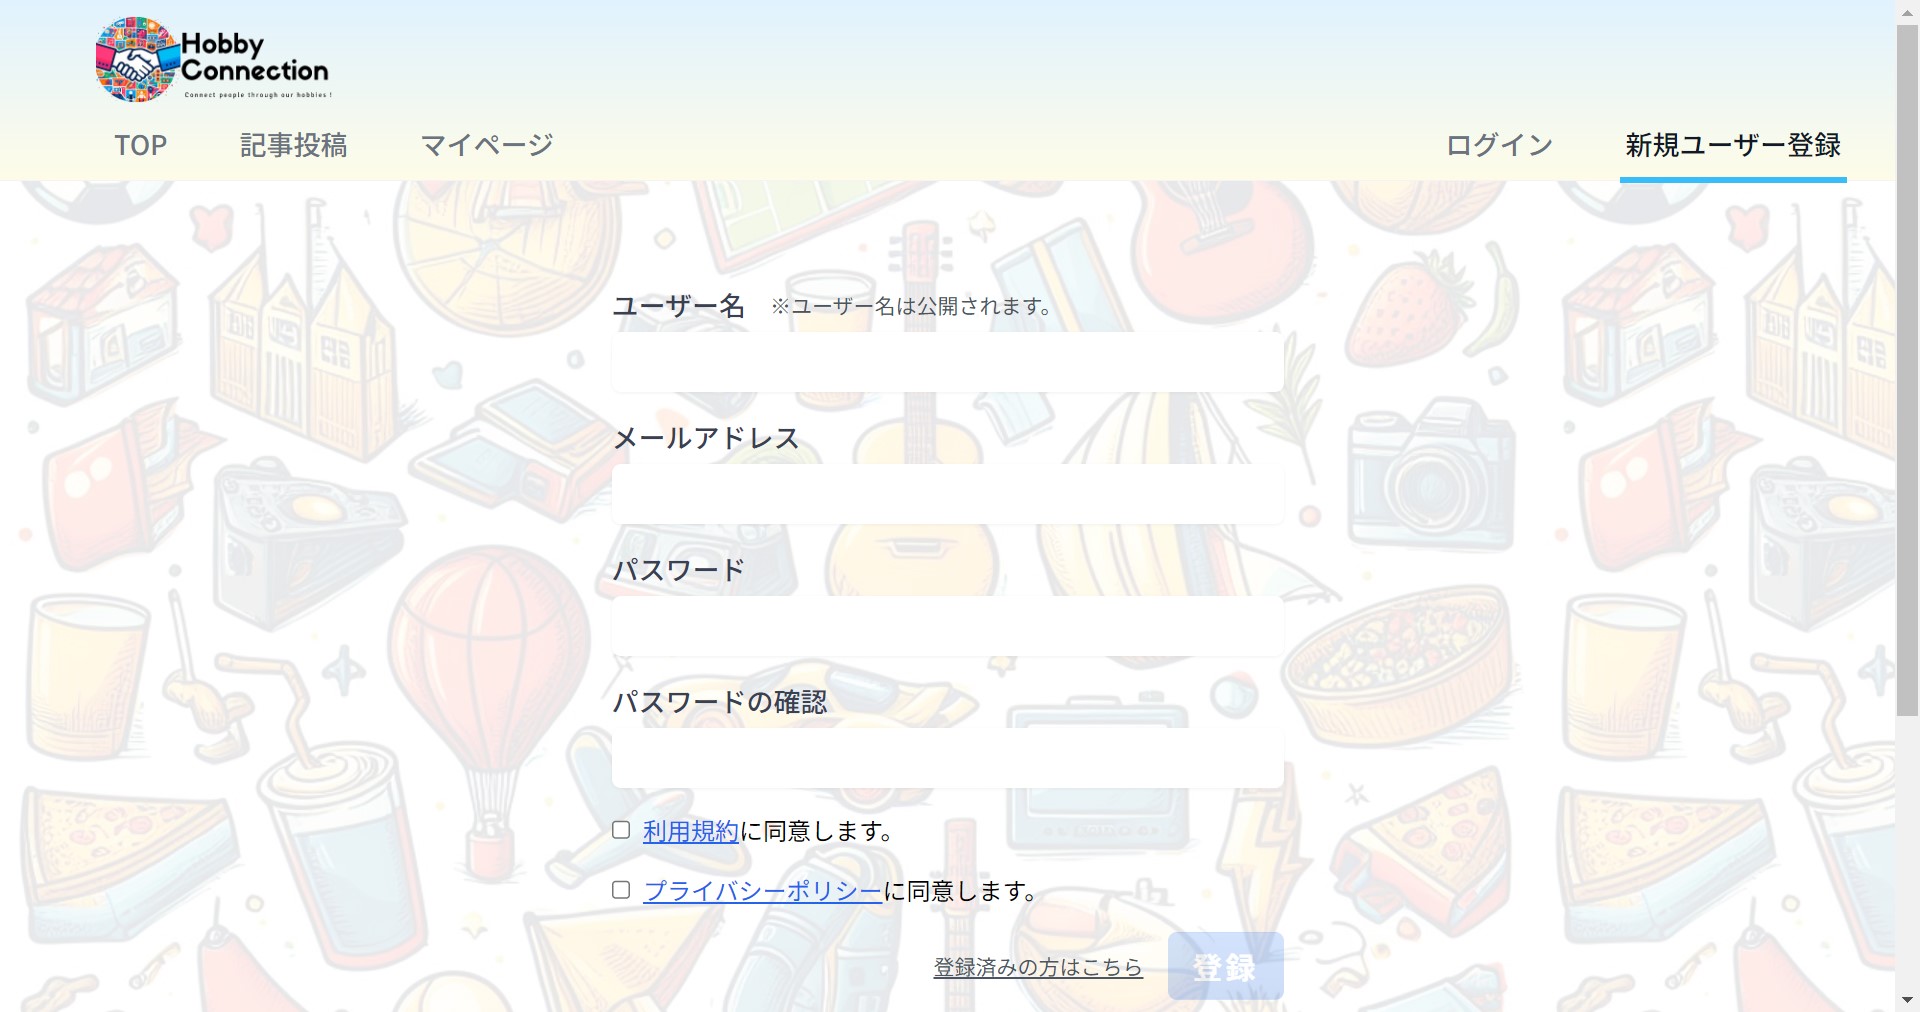 Hobby
Connection
Connect people through our hobbies !
TOP
記事投稿
マイページ
ログイン
新規ユーザー登録
ユーザー名 ※ユーザー名は公開されます。
メールアドレス
パスワード
パスワードの確認
利用規約に同意します。
プライバシーポリシーに同意します。
登録済みの方はこちら
登録